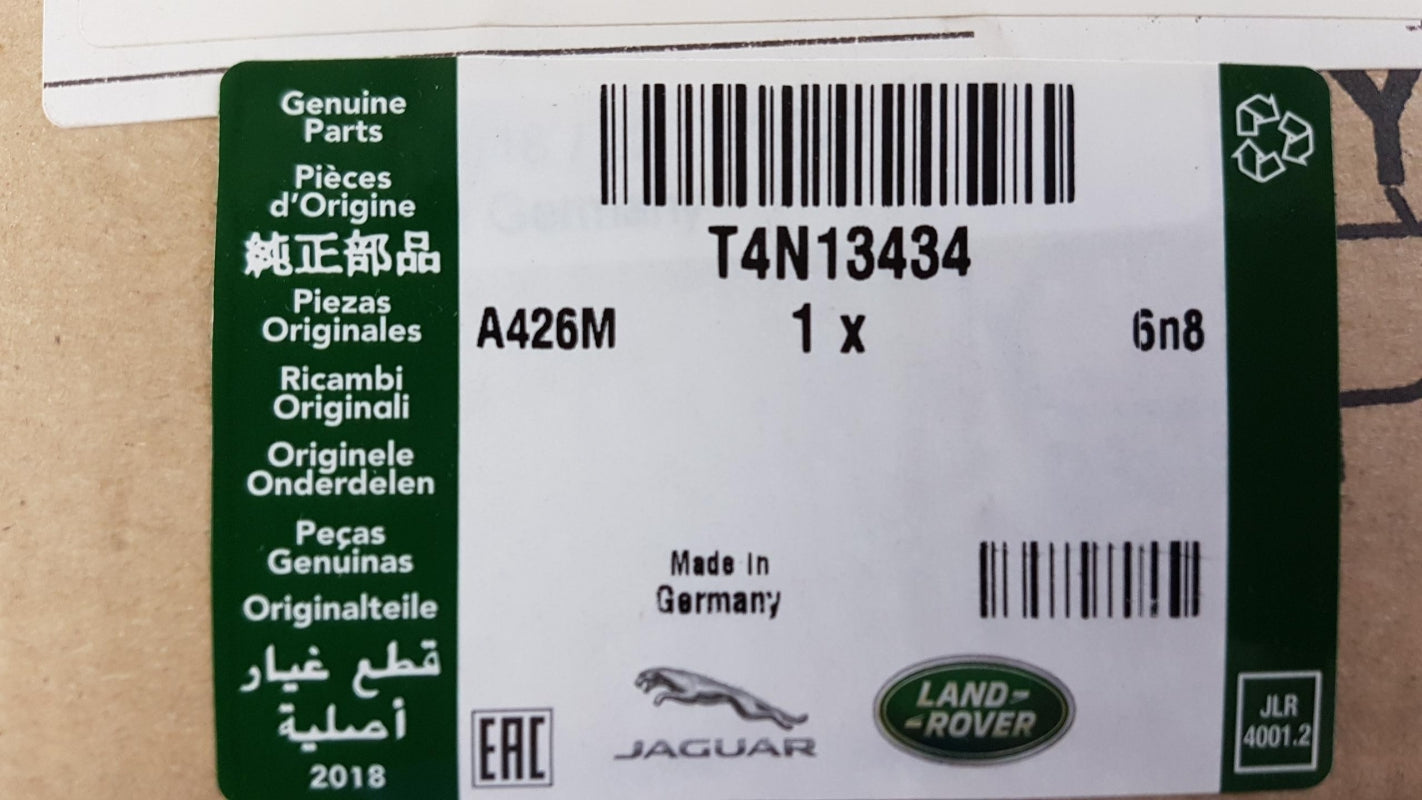 Genuine
Parts
Pièces
d'Origine
純正部品
Piezas
Originales
Ricambi
Originali
Originele
Onderdelen
Peças
Genuinas
Originalteile
قطع غيار
أصلية
2018
T4N13434
A426M 1 x 6n8
Made in
Germany
EAC
JAGUAR
LAND-
-ROVER
JLR
4001.2